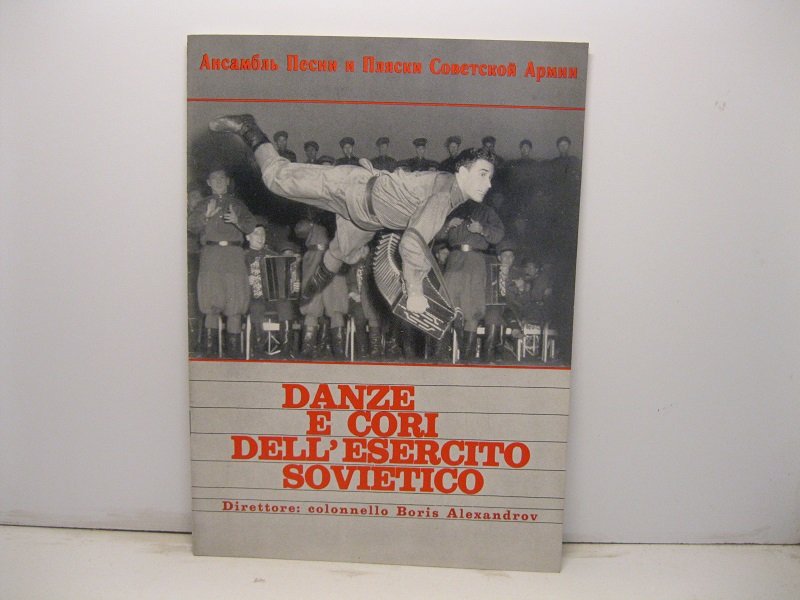 Ансамбль Песни и Пляски Советской Армии
DANZE
E CORI
DELL'ESERCITO
SOVIETICO
Direttore: colonnello Boris Alexandrov